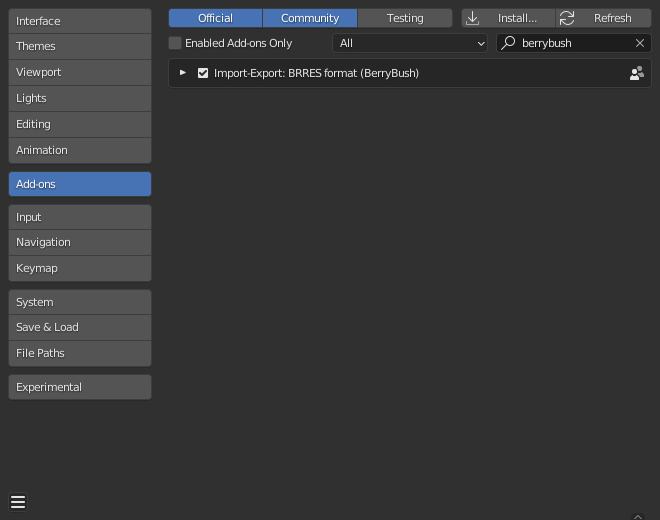 Interface
Themes
Viewport
Lights
Editing
Animation
Add-ons
Input
Navigation
Keymap
System
Save & Load
File Paths
Experimental
Official
Community
Testing
Install...
Refresh
Enabled Add-ons Only
All
berrybush
Import-Export: BRRES format (BerryBush)